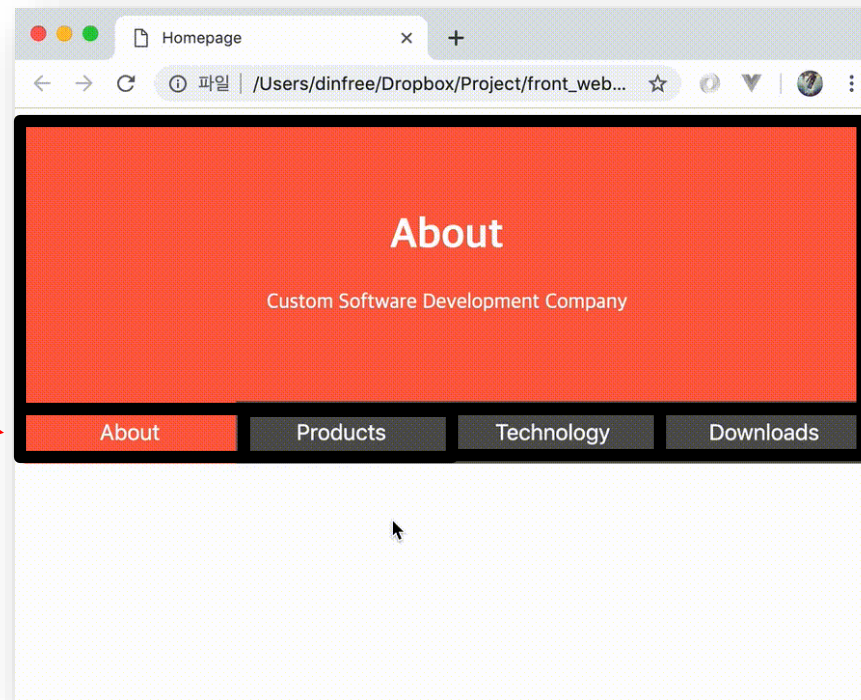 Homepage
파일 | /Users/dinfree/Dropbox/Project/front_web...
About
Custom Software Development Company
About Products Technology Downloads